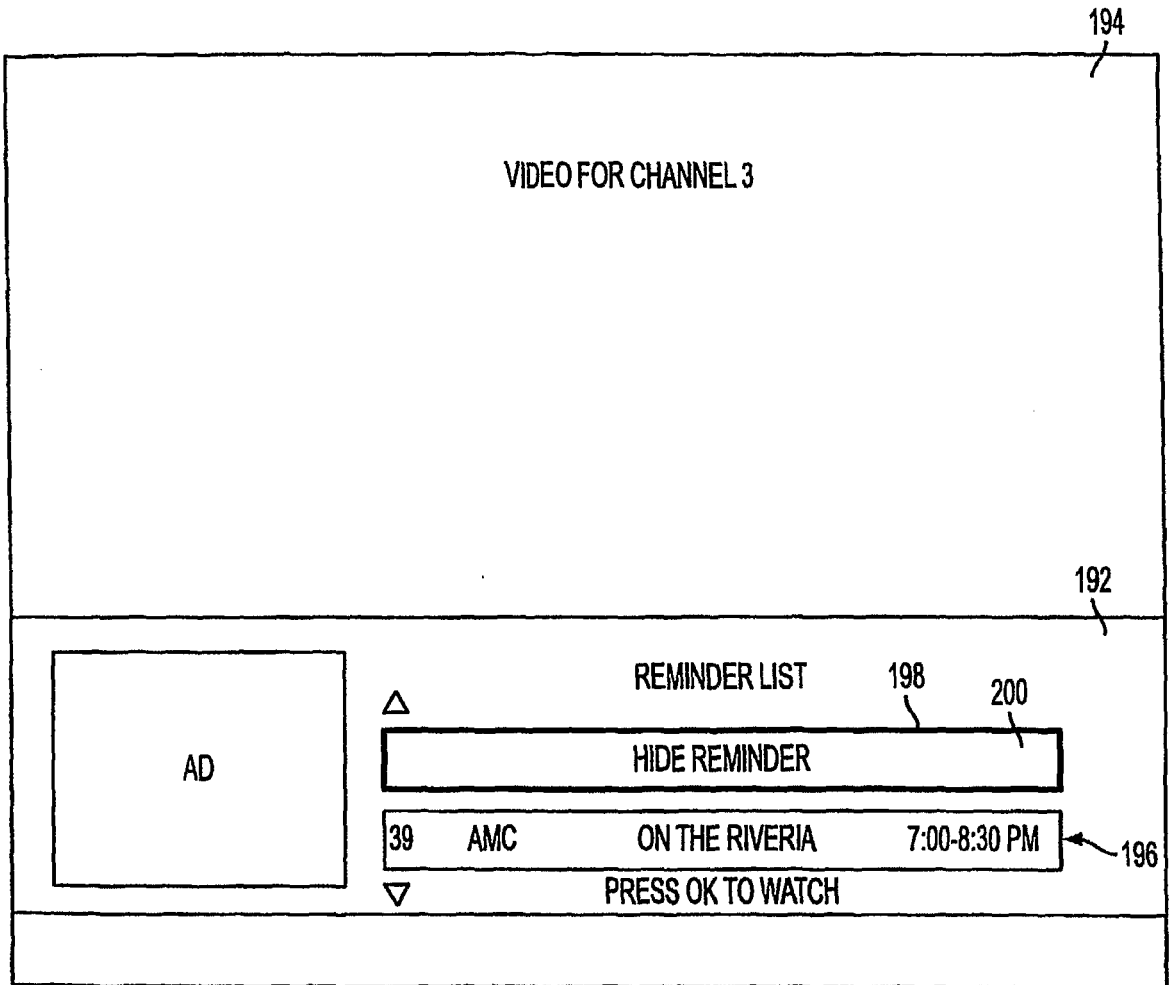 194
VIDEO FOR CHANNEL 3
192
REMINDER LIST
198
200
AD
HIDE REMINDER
39 AMC ON THE RIVERIA 7:00-8:30 PM
196
PRESS OK TO WATCH